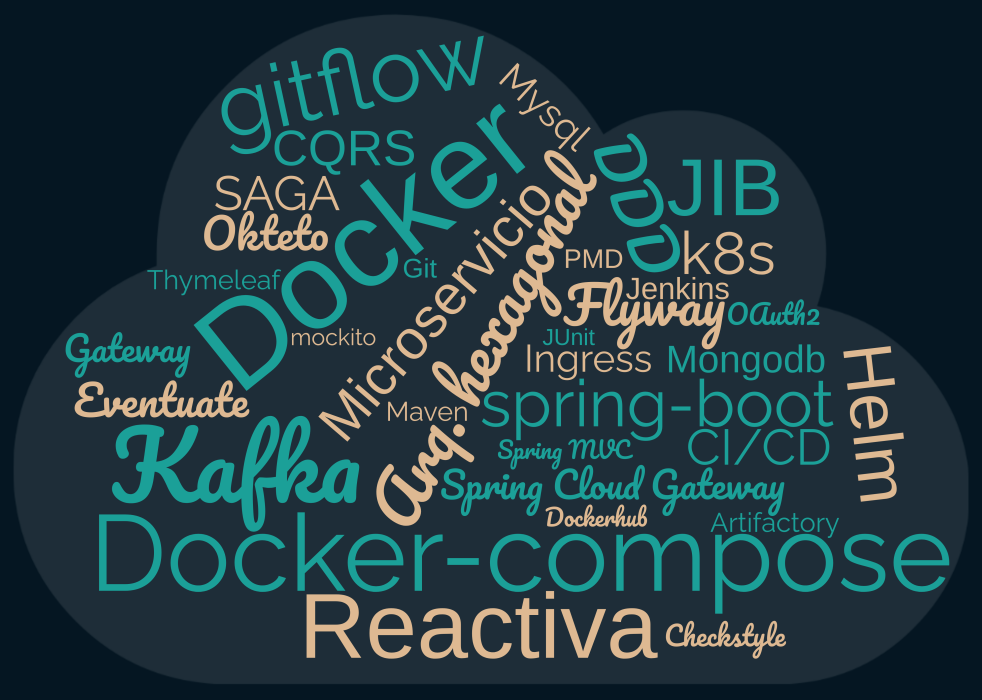 gitflow
Mysql
CQRS
Docker
DDD
JIB
SAGA
Okteto
Microservicio
Arq. hexagonal
k8s
PMD
Git
Thymeleaf
Jenkins
Flyway
OAuth2
mockito
JUnit
Gateway
Ingress
Mongodb
Helm
Eventuate
Maven
spring-boot
Kafka
Spring MVC
CI/CD
Spring Cloud Gateway
Dockerhub
Artifactory
Docker-compose
Reactiva
Checkstyle